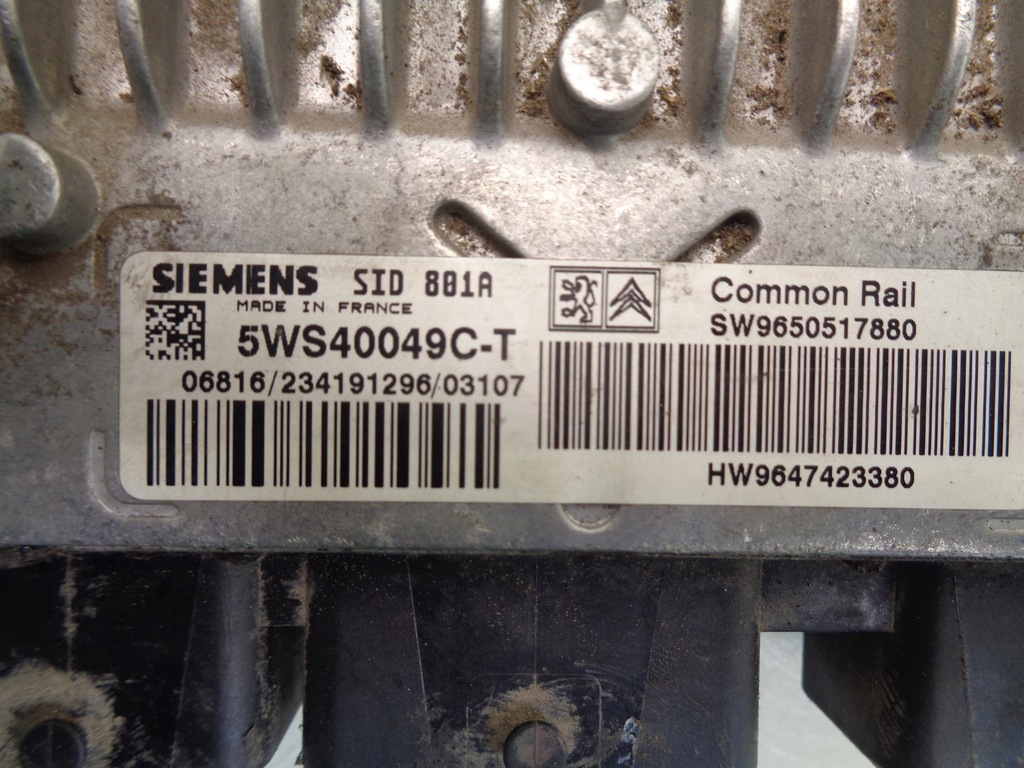 SIEMENS SID 801A
MADE IN FRANCE
5WS40049C-T
06816/234191296/03107
Common Rail
SW9650517880
HW9647423380